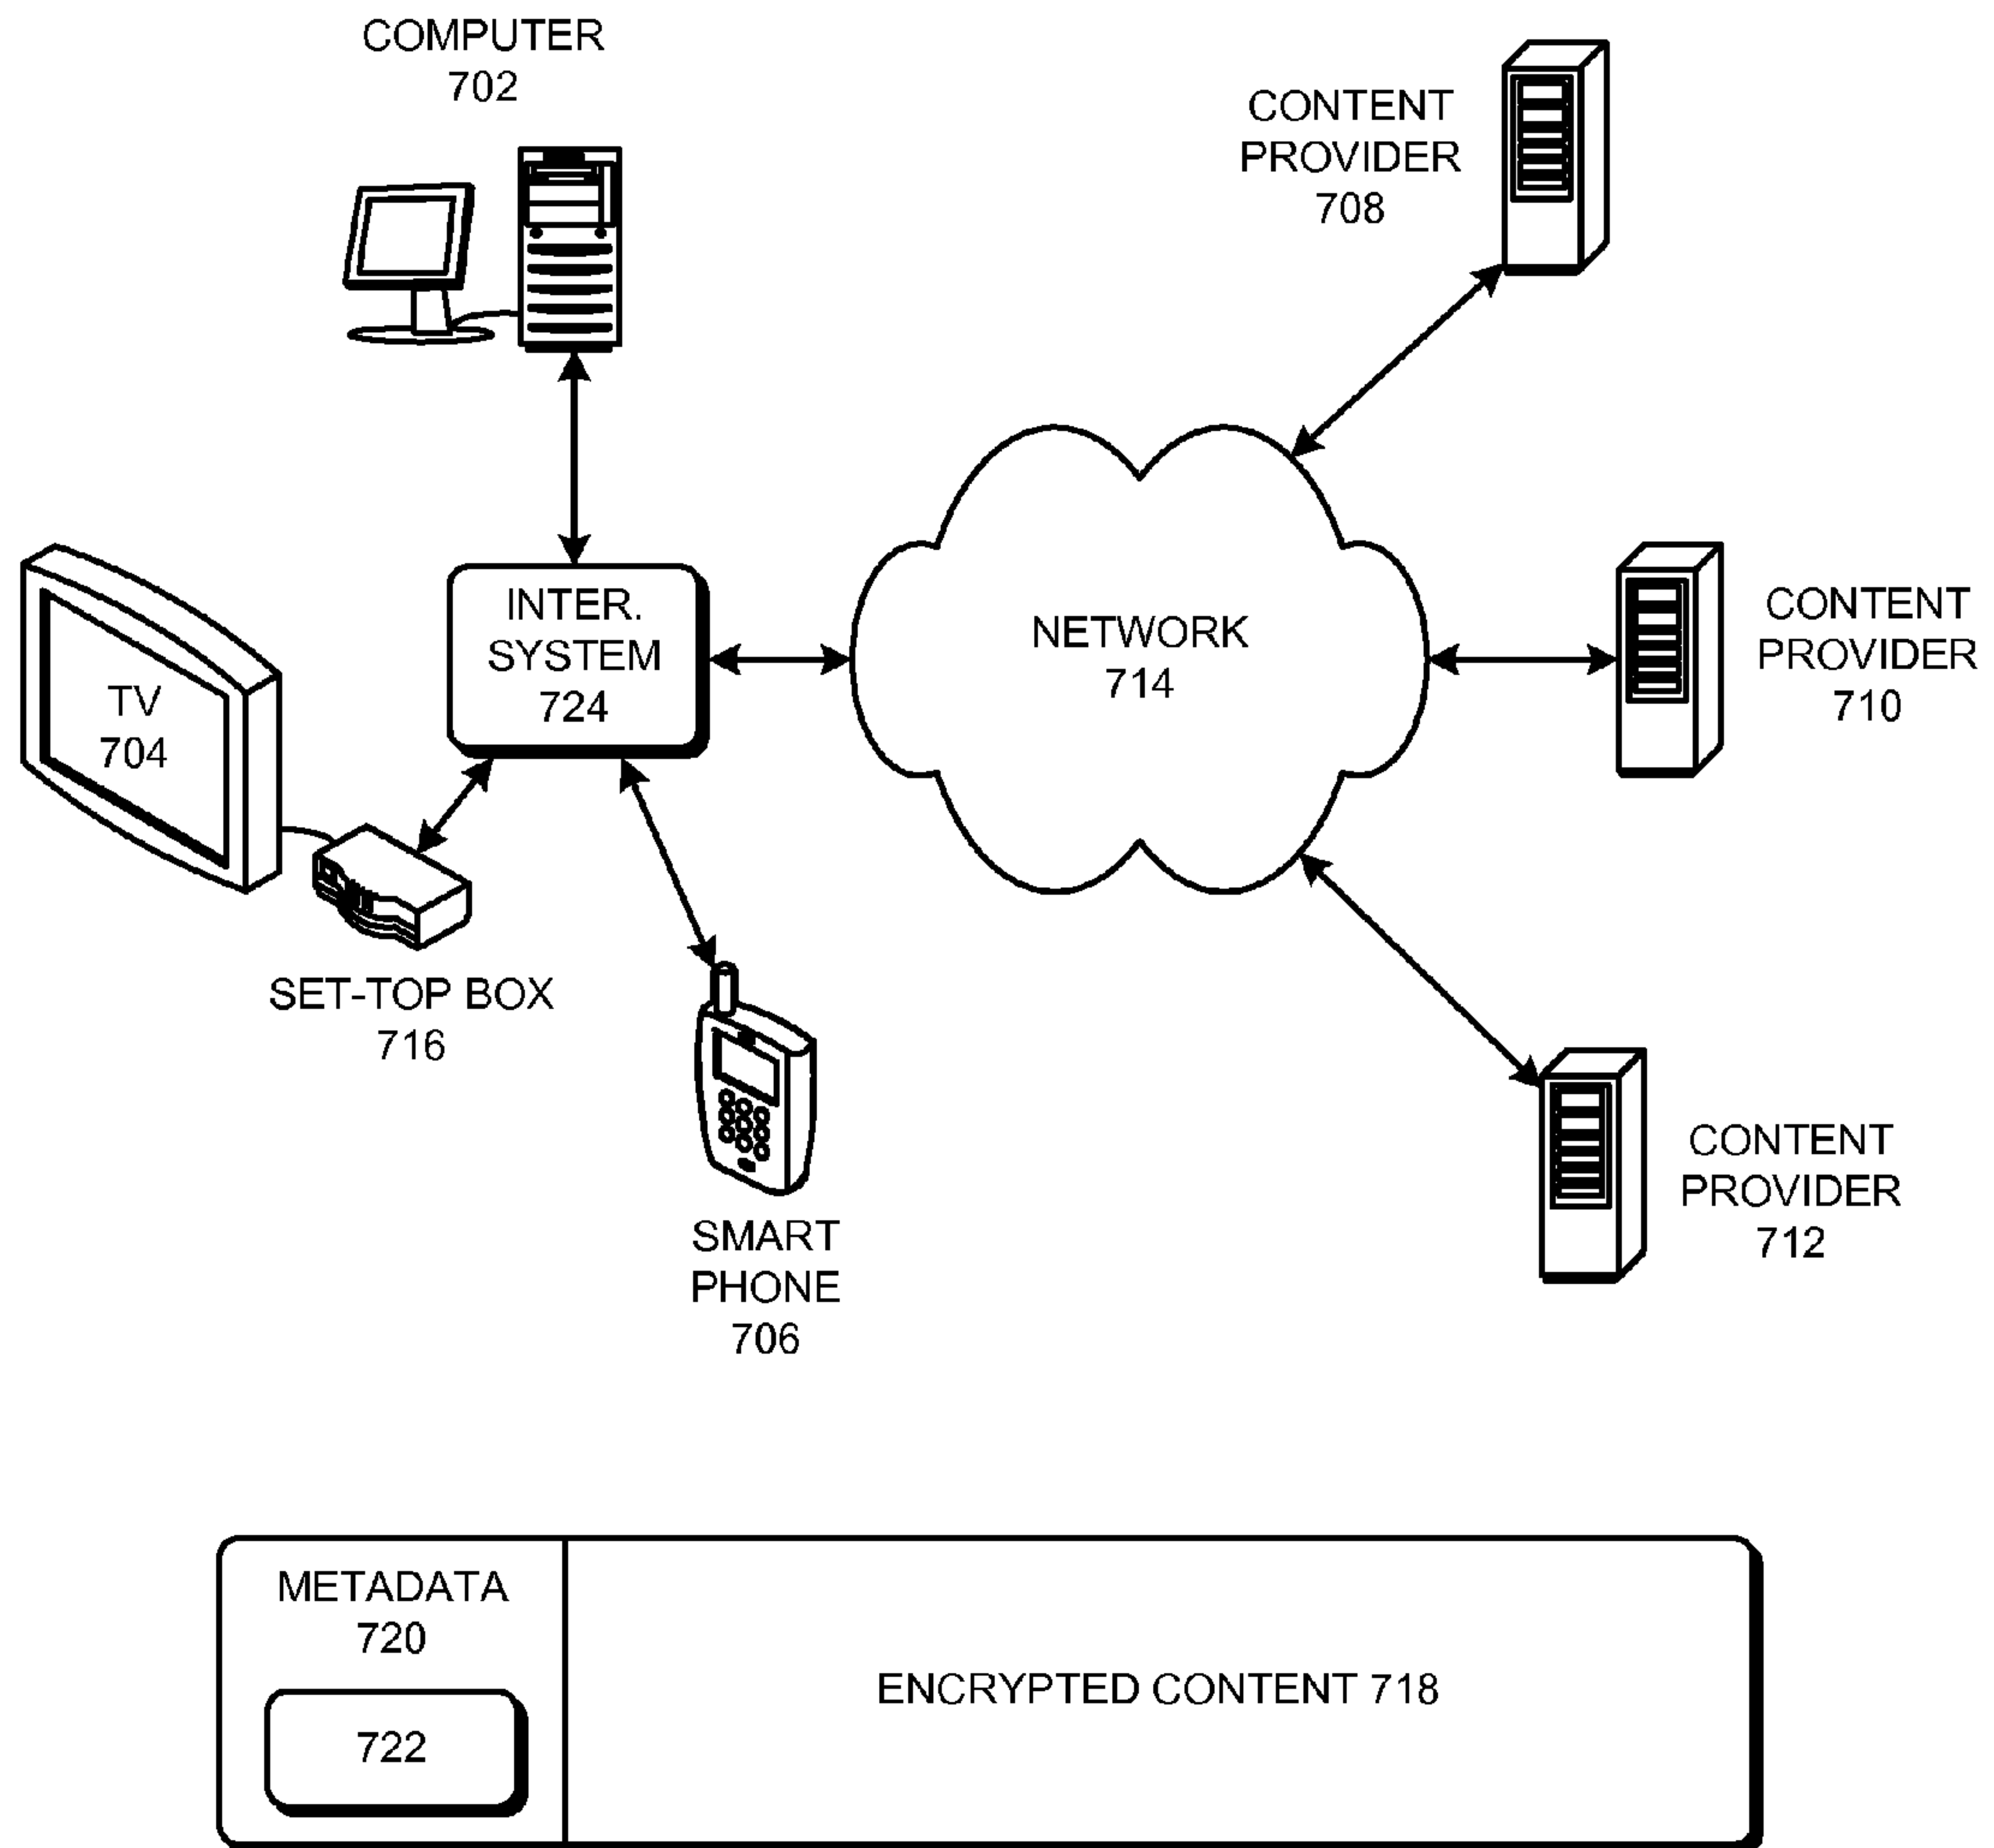 COMPUTER
702
CONTENT
PROVIDER
708
INTER.
SYSTEM
724
NETWORK
714
CONTENT
PROVIDER
710
TV
704
SET-TOP BOX
716
SMART
PHONE
706
CONTENT
PROVIDER
712
METADATA
720
722
ENCRYPTED CONTENT 718